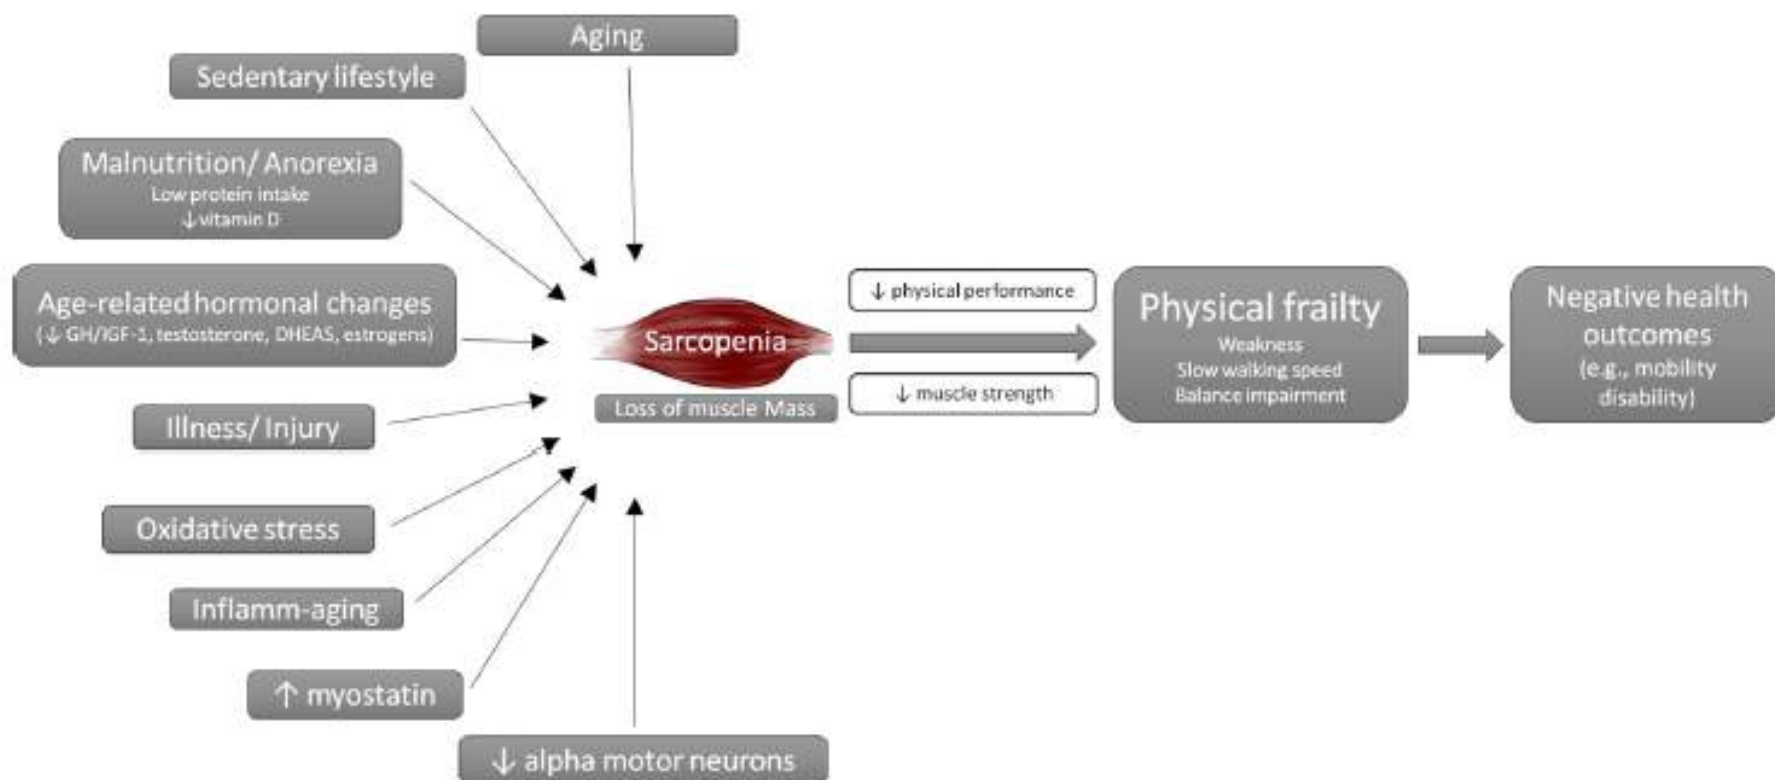 Aging
Sedentary lifestyle
Malnutrition/ Anorexia
Low protein intake
↓vitamin D
Age-related hormonal changes
(↓ GH/IGF-1, testosterone, DHEAS, estrogens)
Illness/ Injury
Oxidative stress
Inflamm-aging
↑ myostatin
↓ alpha motor neurons
Sarcopenia
Loss of muscle Mass
↓ physical performance
↓ muscle strength
Physical frailty
Weakness
Slow walking speed
Balance impairment
Negative health
outcomes
(e.g., mobility
disability)